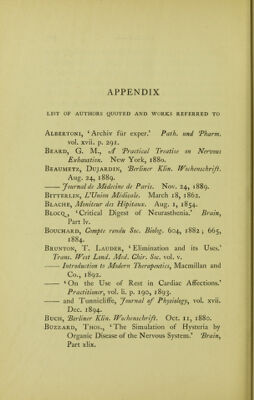 APPENDIX
LIST OF AUTHORS QUOTED AND WORKS REFERRED TO
ALBERTONI, ‘Archiv für exper.’ Path. und Pharm.
vol. xvii. p. 291.
BEARD, G. M., A Practical Treatise on Nervous
Exhaustion. New York, 1880.
BEAUMETZ, DUJARDIN, Berliner Klin. Wochenschrift.
Aug. 24, 1889.
—— Journal de Médecine de Paris. Nov. 24, 1889.
BITTERLIN, L'Union Médicale. March 18, 1862.
BLACHE, Moniteur des Hôpitaux. Aug. 1, 1854.
BLOCQ, ‘Critical Digest of Neurasthenia.’ Brain,
Part lv.
BOUCHARD, Compte rendu Soc. Biolog. 604, 1882; 665,
1884.
BRUNTON, T. LAUDER, ‘Elimination and its Uses.’
Trans. West Lond. Med. Chir. Soc. vol. v.
—— Introduction to Modern Therapeutics, Macmillan and
Co., 1892.
—— ‘On the Use of Rest in Cardiac Affections.’
Practitioner, vol. li. p. 190, 1893.
—— and Tunnicliffe, Journal of Physiology, vol. xvii.
Dec. 1894.
BUCH, Berliner Klin. Wochenschrift. Oct. 11, 1880.
BUZZARD, THOS., ‘The Simulation of Hysteria by
Organic Disease of the Nervous System.’ Brain,
Part xlix.